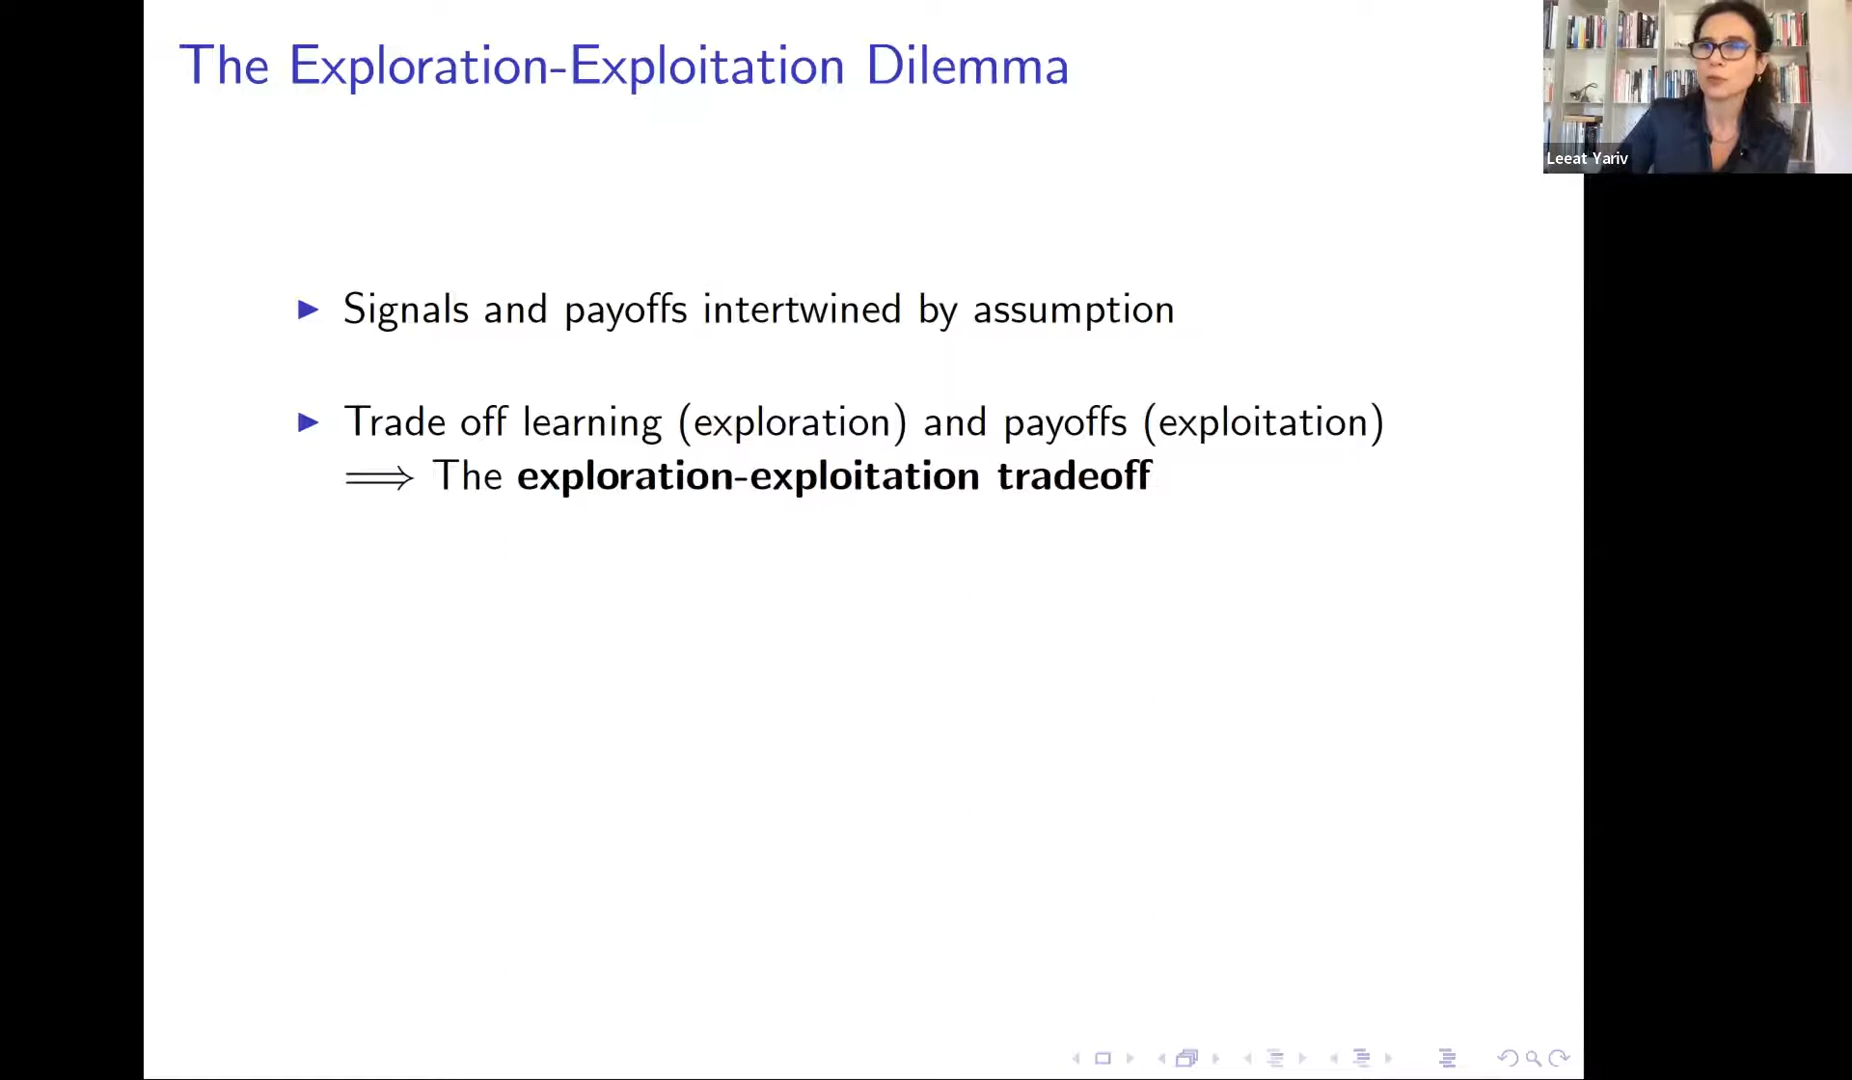 The Exploration-Exploitation Dilemma
Leeat Yariv
Signals and payoffs intertwined by assumption
Trade off learning (exploration) and payoffs (exploitation)
⟹ The exploration-exploitation tradeoff